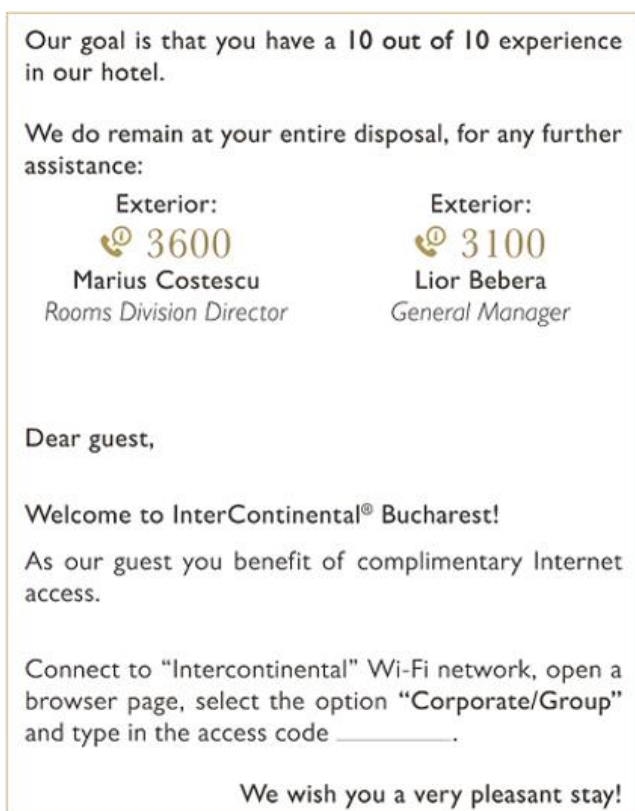 Our goal is that you have a 10 out of 10 experience
in our hotel.
We do remain at your entire disposal, for any further
assistance:
Exterior:
3600
Marius Costescu
Rooms Division Director
Exterior:
3100
Lior Bebera
General Manager
Dear guest,
Welcome to InterContinental® Bucharest!
As our guest you benefit of complimentary Internet
access.
Connect to “Intercontinental” Wi-Fi network, open a
browser page, select the option “Corporate/Group”
and type in the access code ________.
We wish you a very pleasant stay!